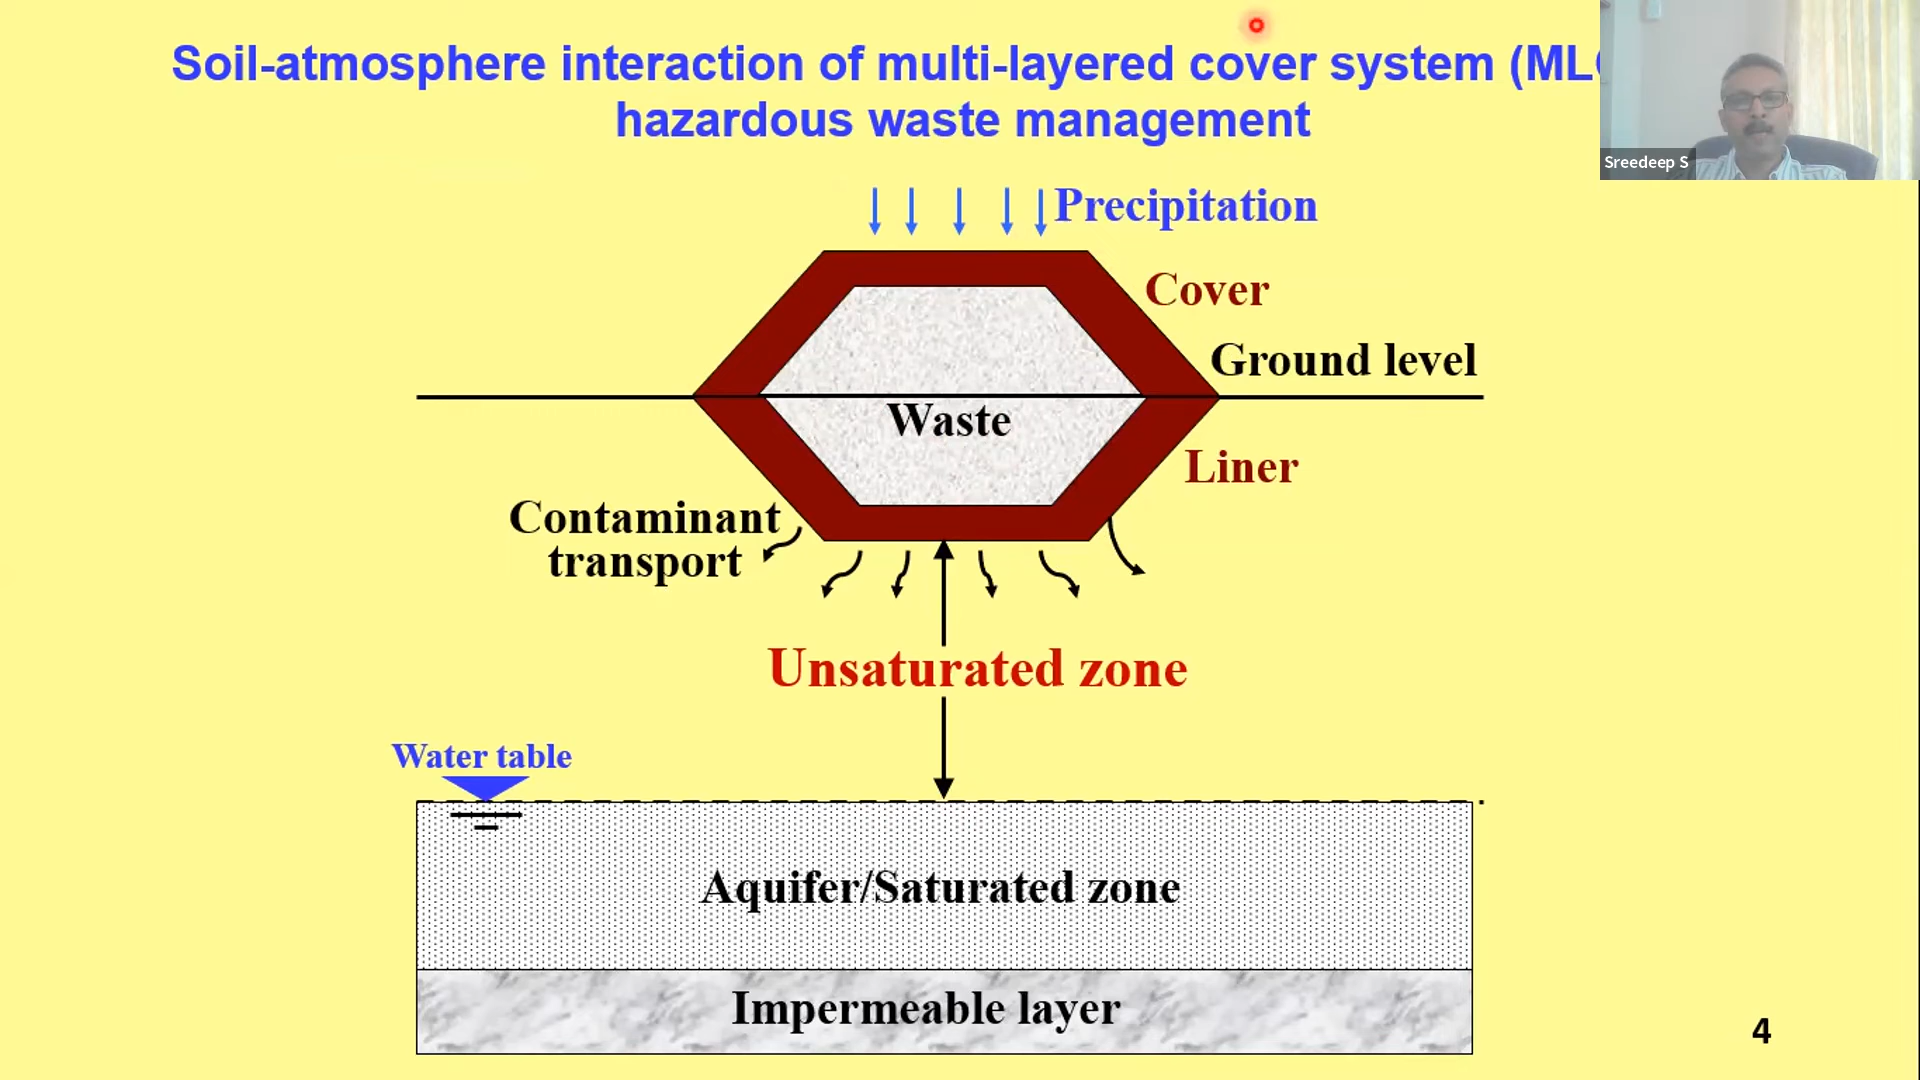 Soil-atmosphere interaction of multi-layered cover system
hazardous waste management
Sreedeep S
Precipitation
Cover
Ground level
Waste
Liner
Contaminant
transport
Unsaturated zone
Water table
Aquifer/Saturated zone
Impermeable layer
4